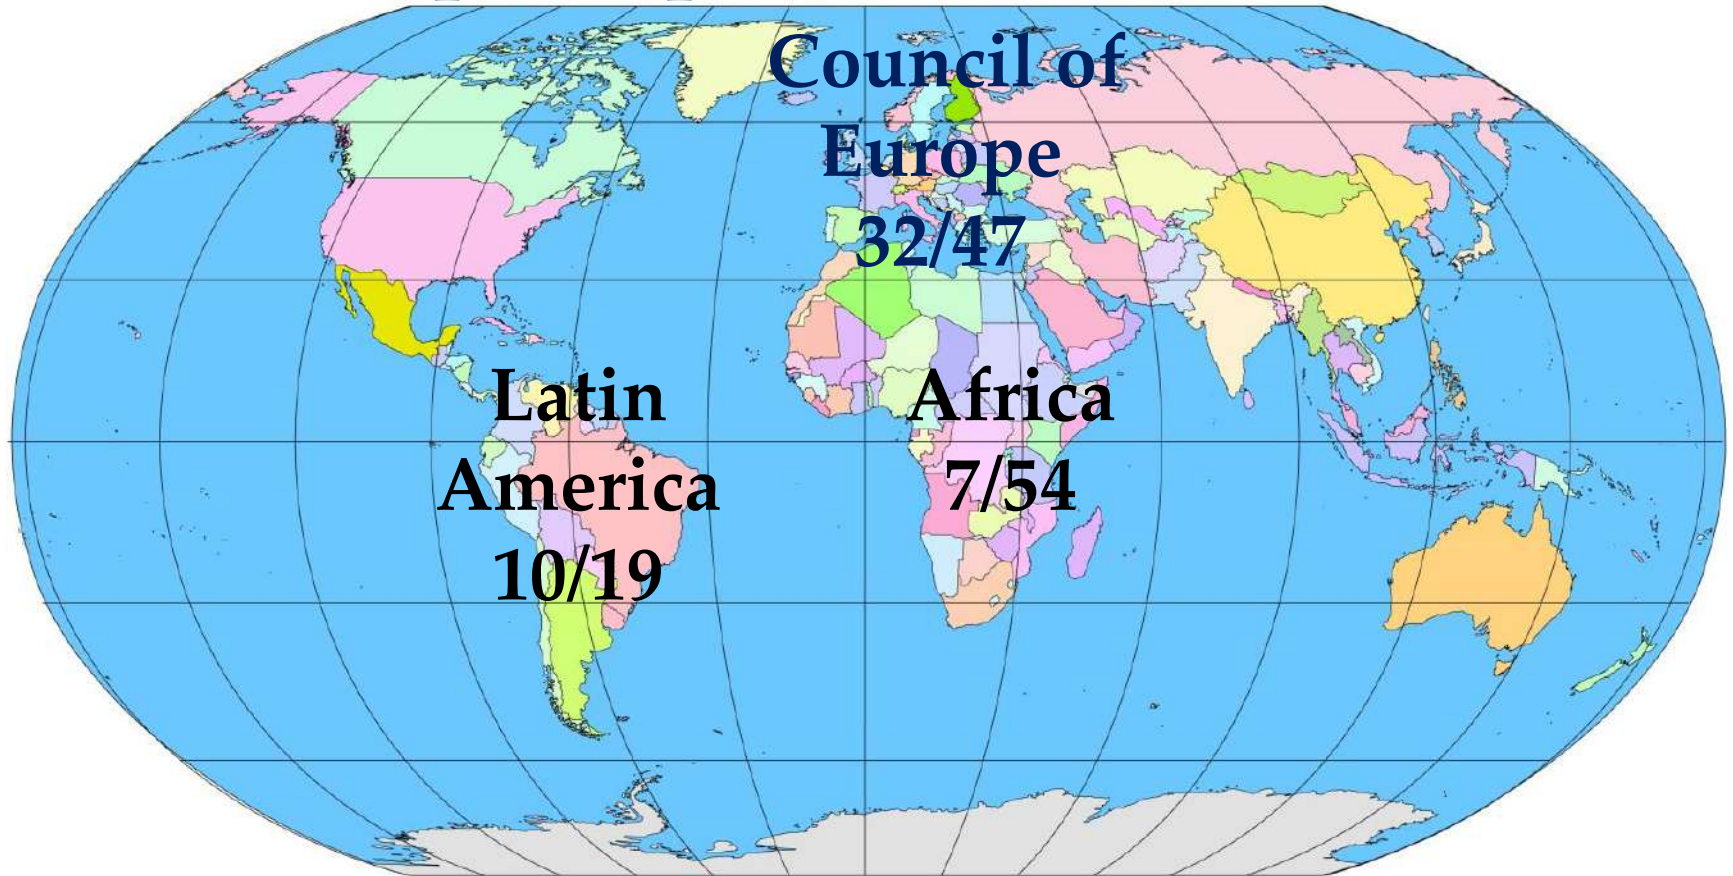 Council of
Europe
32/47
Latin
America
10/19
Africa
7/54